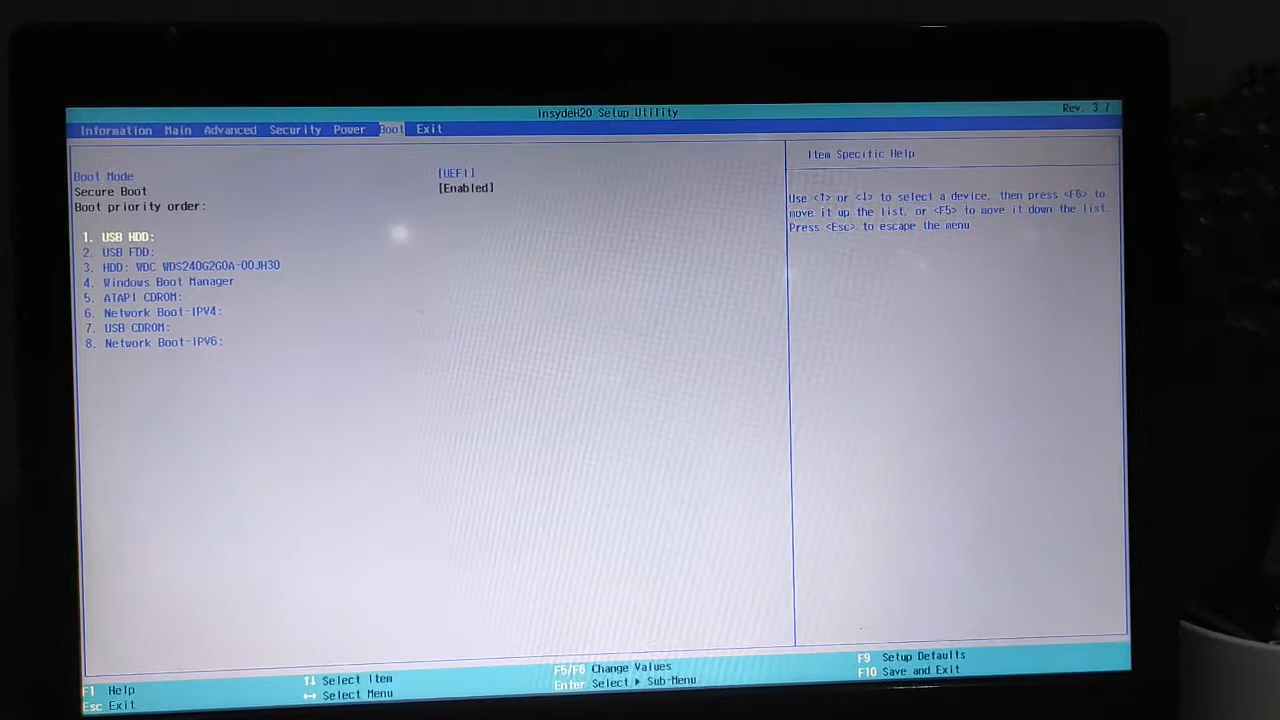 InsydeH2O Setup Utility
Rev. 3.7
Information Main Advanced Security Power Boot Exit
Boot Mode [UEFI]
Secure Boot [Enabled]
Boot priority order:
1. USB HDD:
2. USB FDD:
3. HDD: WDC WDS240G2G0A-00JH30
4. Windows Boot Manager
5. ATAPI CDROM:
6. Network Boot-IPV4:
7. USB CDROM:
8. Network Boot-IPV6:
Item Specific Help
Use <↑> or <↓> to select a device, then press <F6> to
move it up the list, or <F5> to move it down the list.
Press <Esc> to escape the menu
F1 Help ↑↓ Select Item F5/F6 Change Values F9 Setup Defaults
Esc Exit ↔ Select Menu Enter Select ▶ Sub-Menu F10 Save and Exit